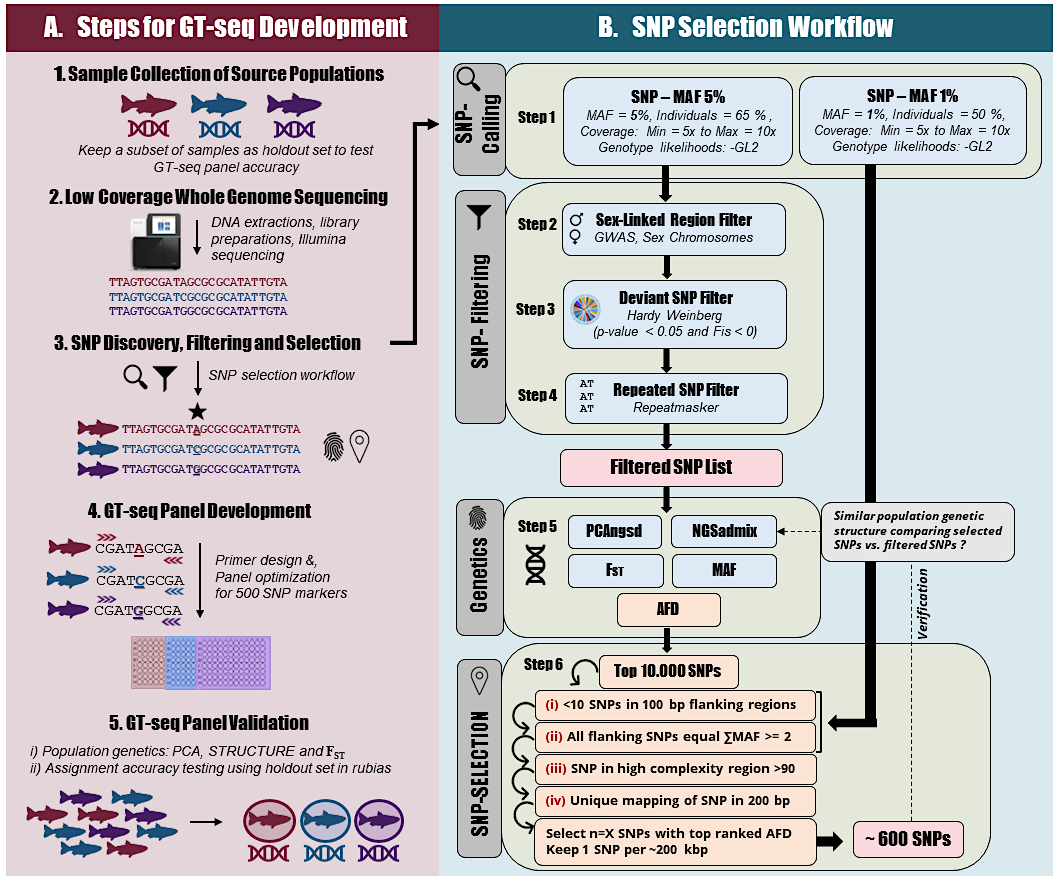 A. Steps for GT-seq Development
1. Sample Collection of Source Populations
Keep a subset of samples as holdout set to test
GT-seq panel accuracy
2. Low Coverage Whole Genome Sequencing
DNA extractions, library
preparations, Illumina
sequencing
TTAGTGCGATAGCGCGCATATTGTA
TTAGTGCGATCGCGCGCATATTGTA
TTAGTGCGATGGCGCGCATATTGTA
3. SNP Discovery, Filtering and Selection
SNP selection workflow
TTAGTGCGATAGCGCGCATATTGTA
TTAGTGCGATCGCGCGCATATTGTA
TTAGTGCGATGGCGCGCATATTGTA
4. GT-seq Panel Development
CGATAGCGA
CGATCGCGA
CGATGGCGA
Primer design &,
Panel optimization
for 500 SNP markers
5. GT-seq Panel Validation
i) Population genetics: PCA, STRUCTURE and FST
ii) Assignment accuracy testing using holdout set in rubias
B. SNP Selection Workflow
SNP-
Calling
Step 1
SNP – MAF 5%
MAF = 5%, Individuals = 65 % ,
Coverage: Min = 5x to Max = 10x
Genotype likelihoods: -GL2
SNP – MAF 1%
MAF = 1%, Individuals = 50 %,
Coverage: Min = 5x to Max = 10x
Genotype likelihoods: -GL2
SNP- Filtering
Step 2
Sex-Linked Region Filter
GWAS, Sex Chromosomes
Step 3
Deviant SNP Filter
Hardy Weinberg
(p-value < 0.05 and Fis < 0)
Step 4
AT
AT
AT
Repeated SNP Filter
Repeatmasker
Filtered SNP List
Genetics
Step 5
PCAngsd
NGSadmix
FST
MAF
AFD
Similar population genetic
structure comparing selected
SNPs vs. filtered SNPs ?
Verification
SNP-SELECTION
Step 6
Top 10.000 SNPs
(i) <10 SNPs in 100 bp flanking regions
(ii) All flanking SNPs equal ∑MAF >= 2
(iii) SNP in high complexity region >90
(iv) Unique mapping of SNP in 200 bp
Select n=X SNPs with top ranked AFD
Keep 1 SNP per ~200 kbp
~ 600 SNPs